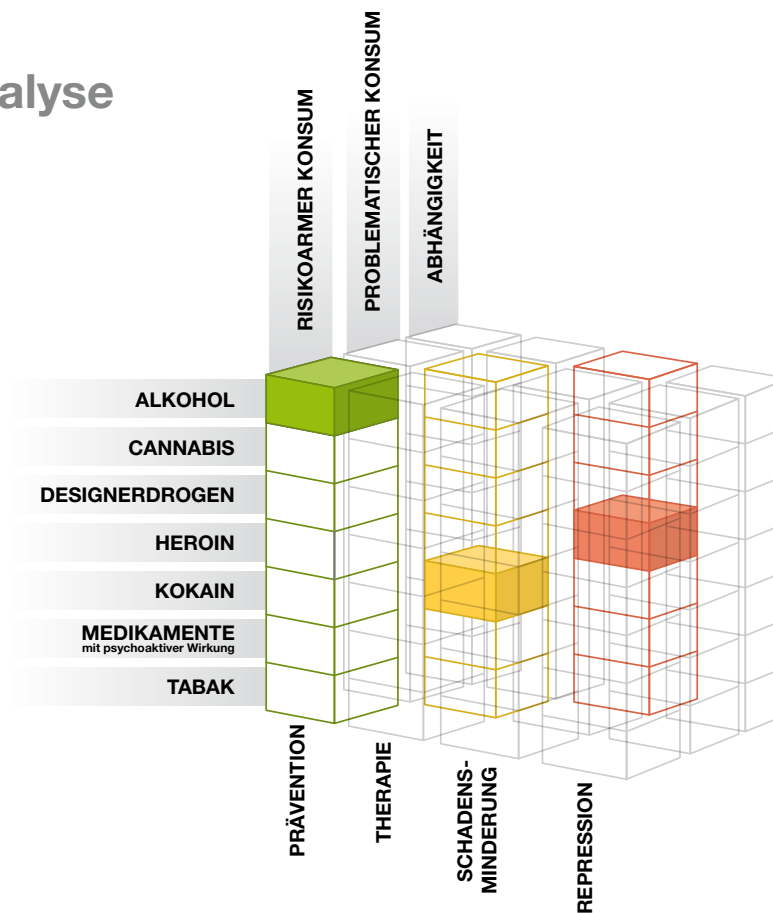 alyse
RISIKOARMER KONSUM
PROBLEMATISCHER KONSUM
ABHÄNGIGKEIT
ALKOHOL
CANNABIS
DESIGNERDROGEN
HEROIN
KOKAIN
MEDIKAMENTE
mit psychoaktiver Wirkung
TABAK
PRÄVENTION
THERAPIE
SCHADENS-
MINDERUNG
REPRESSION